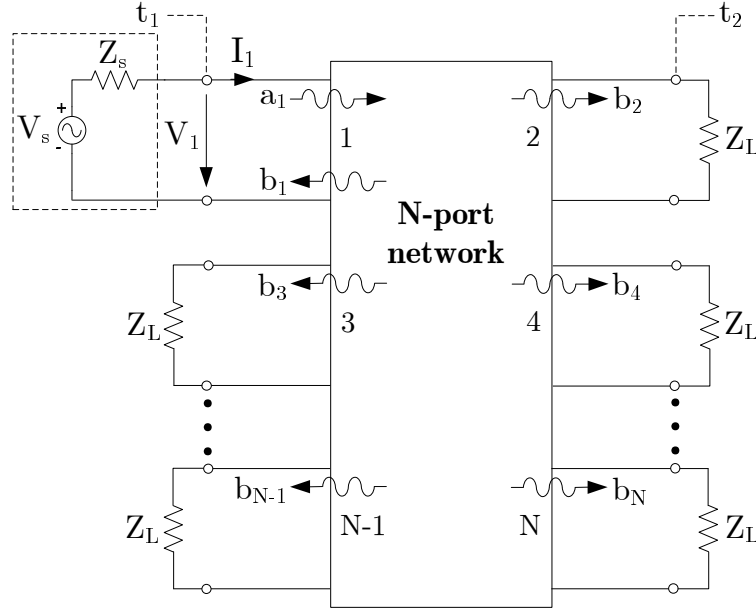 t1 t2
Zs I1
a1 b2
+
Vs V1 1 2 ZL
-
b1
N-port
network
b3 b4
ZL 3 4 ZL
bN-1 bN
ZL N-1 N ZL